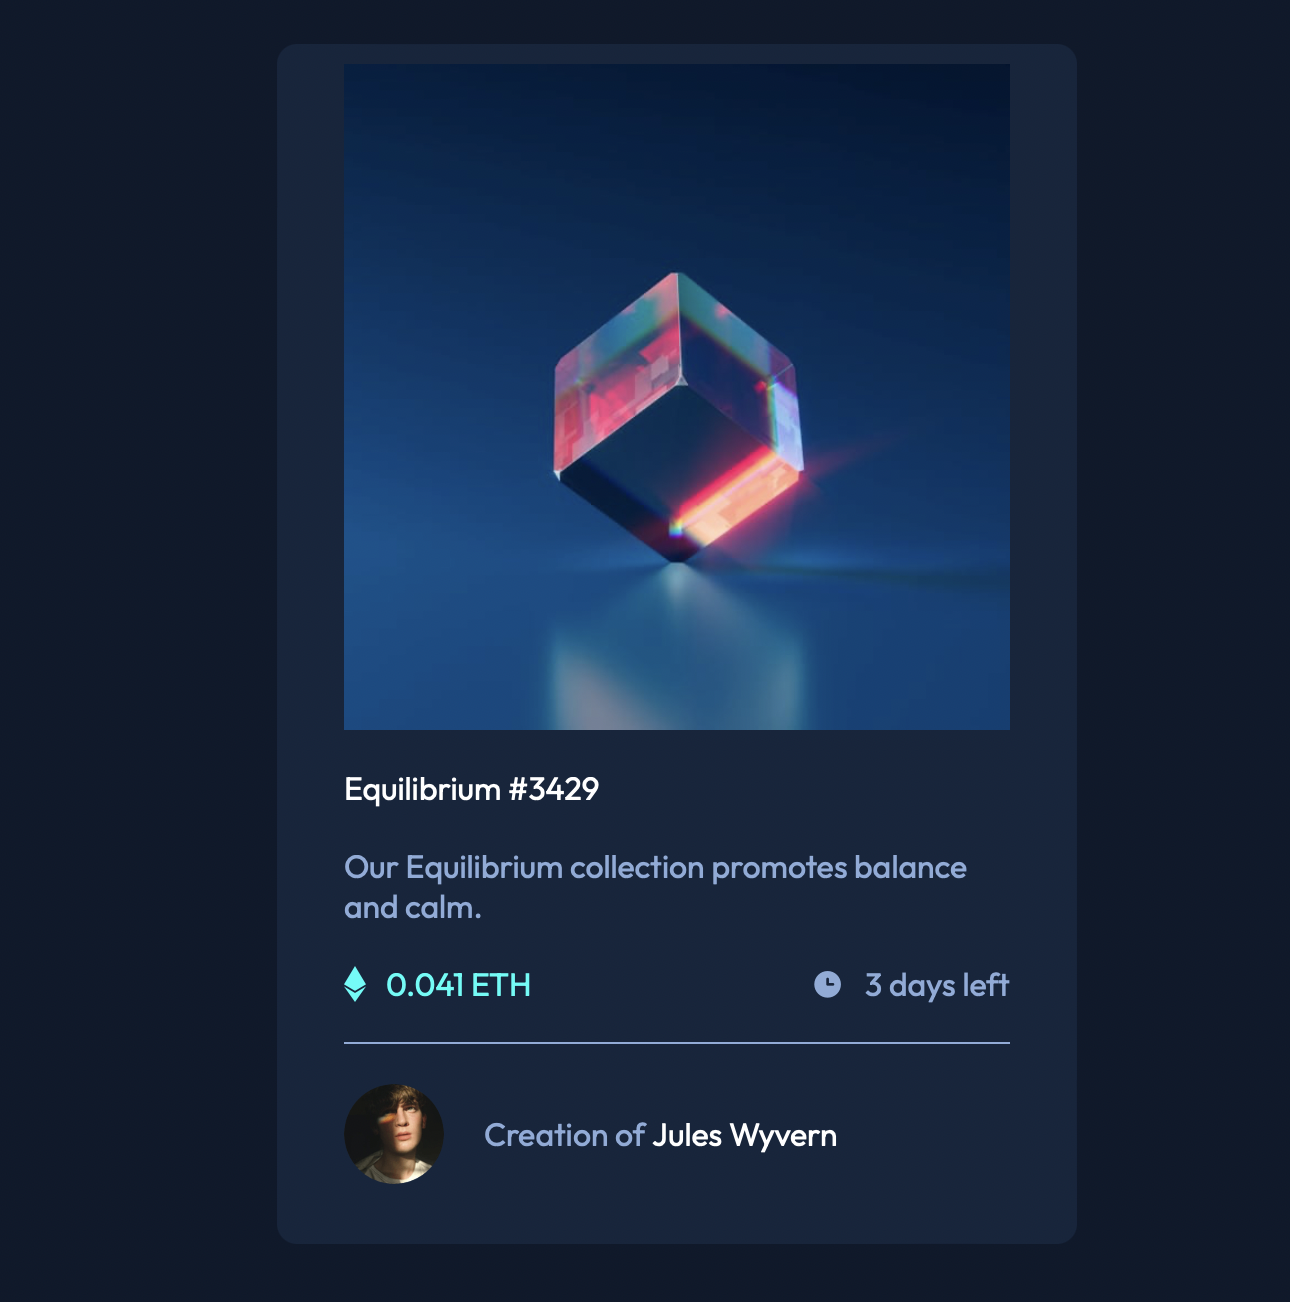 Equilibrium #3429
Our Equilibrium collection promotes balance
and calm.
0.041 ETH
3 days left
Creation of Jules Wyvern